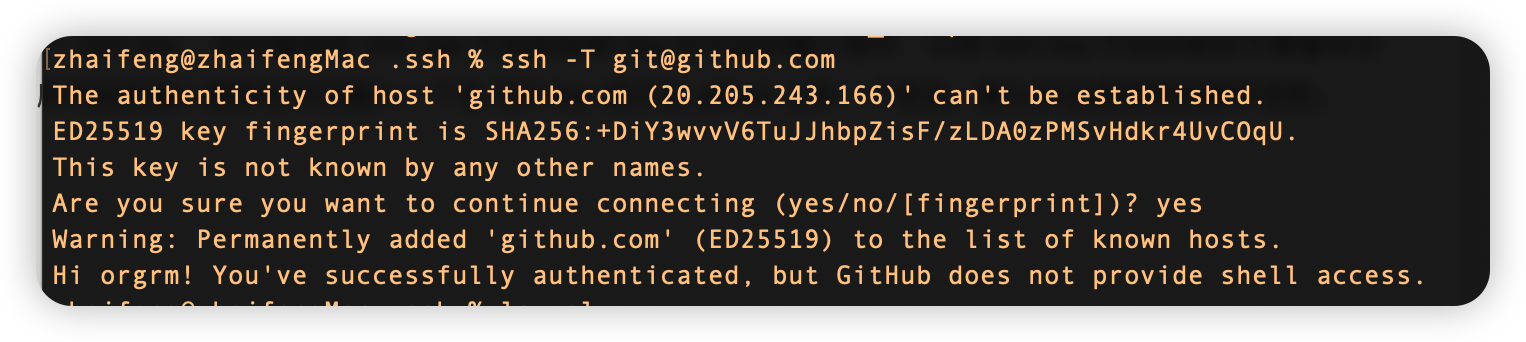 zhaifeng@zhaifengMac .ssh % ssh -T git@github.com
The authenticity of host 'github.com (20.205.243.166)' can't be established.
ED25519 key fingerprint is SHA256:+DiY3wvvV6TuJJhbpZisF/zLDA0zPMSvHdkr4UvCOqU.
This key is not known by any other names.
Are you sure you want to continue connecting (yes/no/[fingerprint])? yes
Warning: Permanently added 'github.com' (ED25519) to the list of known hosts.
Hi orgrm! You've successfully authenticated, but GitHub does not provide shell access.